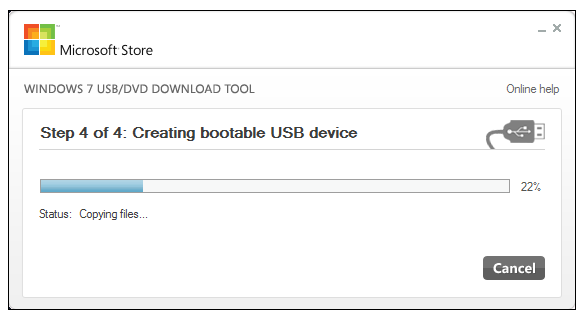 Microsoft Store
WINDOWS 7 USB/DVD DOWNLOAD TOOL
Online help
Step 4 of 4: Creating bootable USB device
22%
Status: Copying files...
Cancel